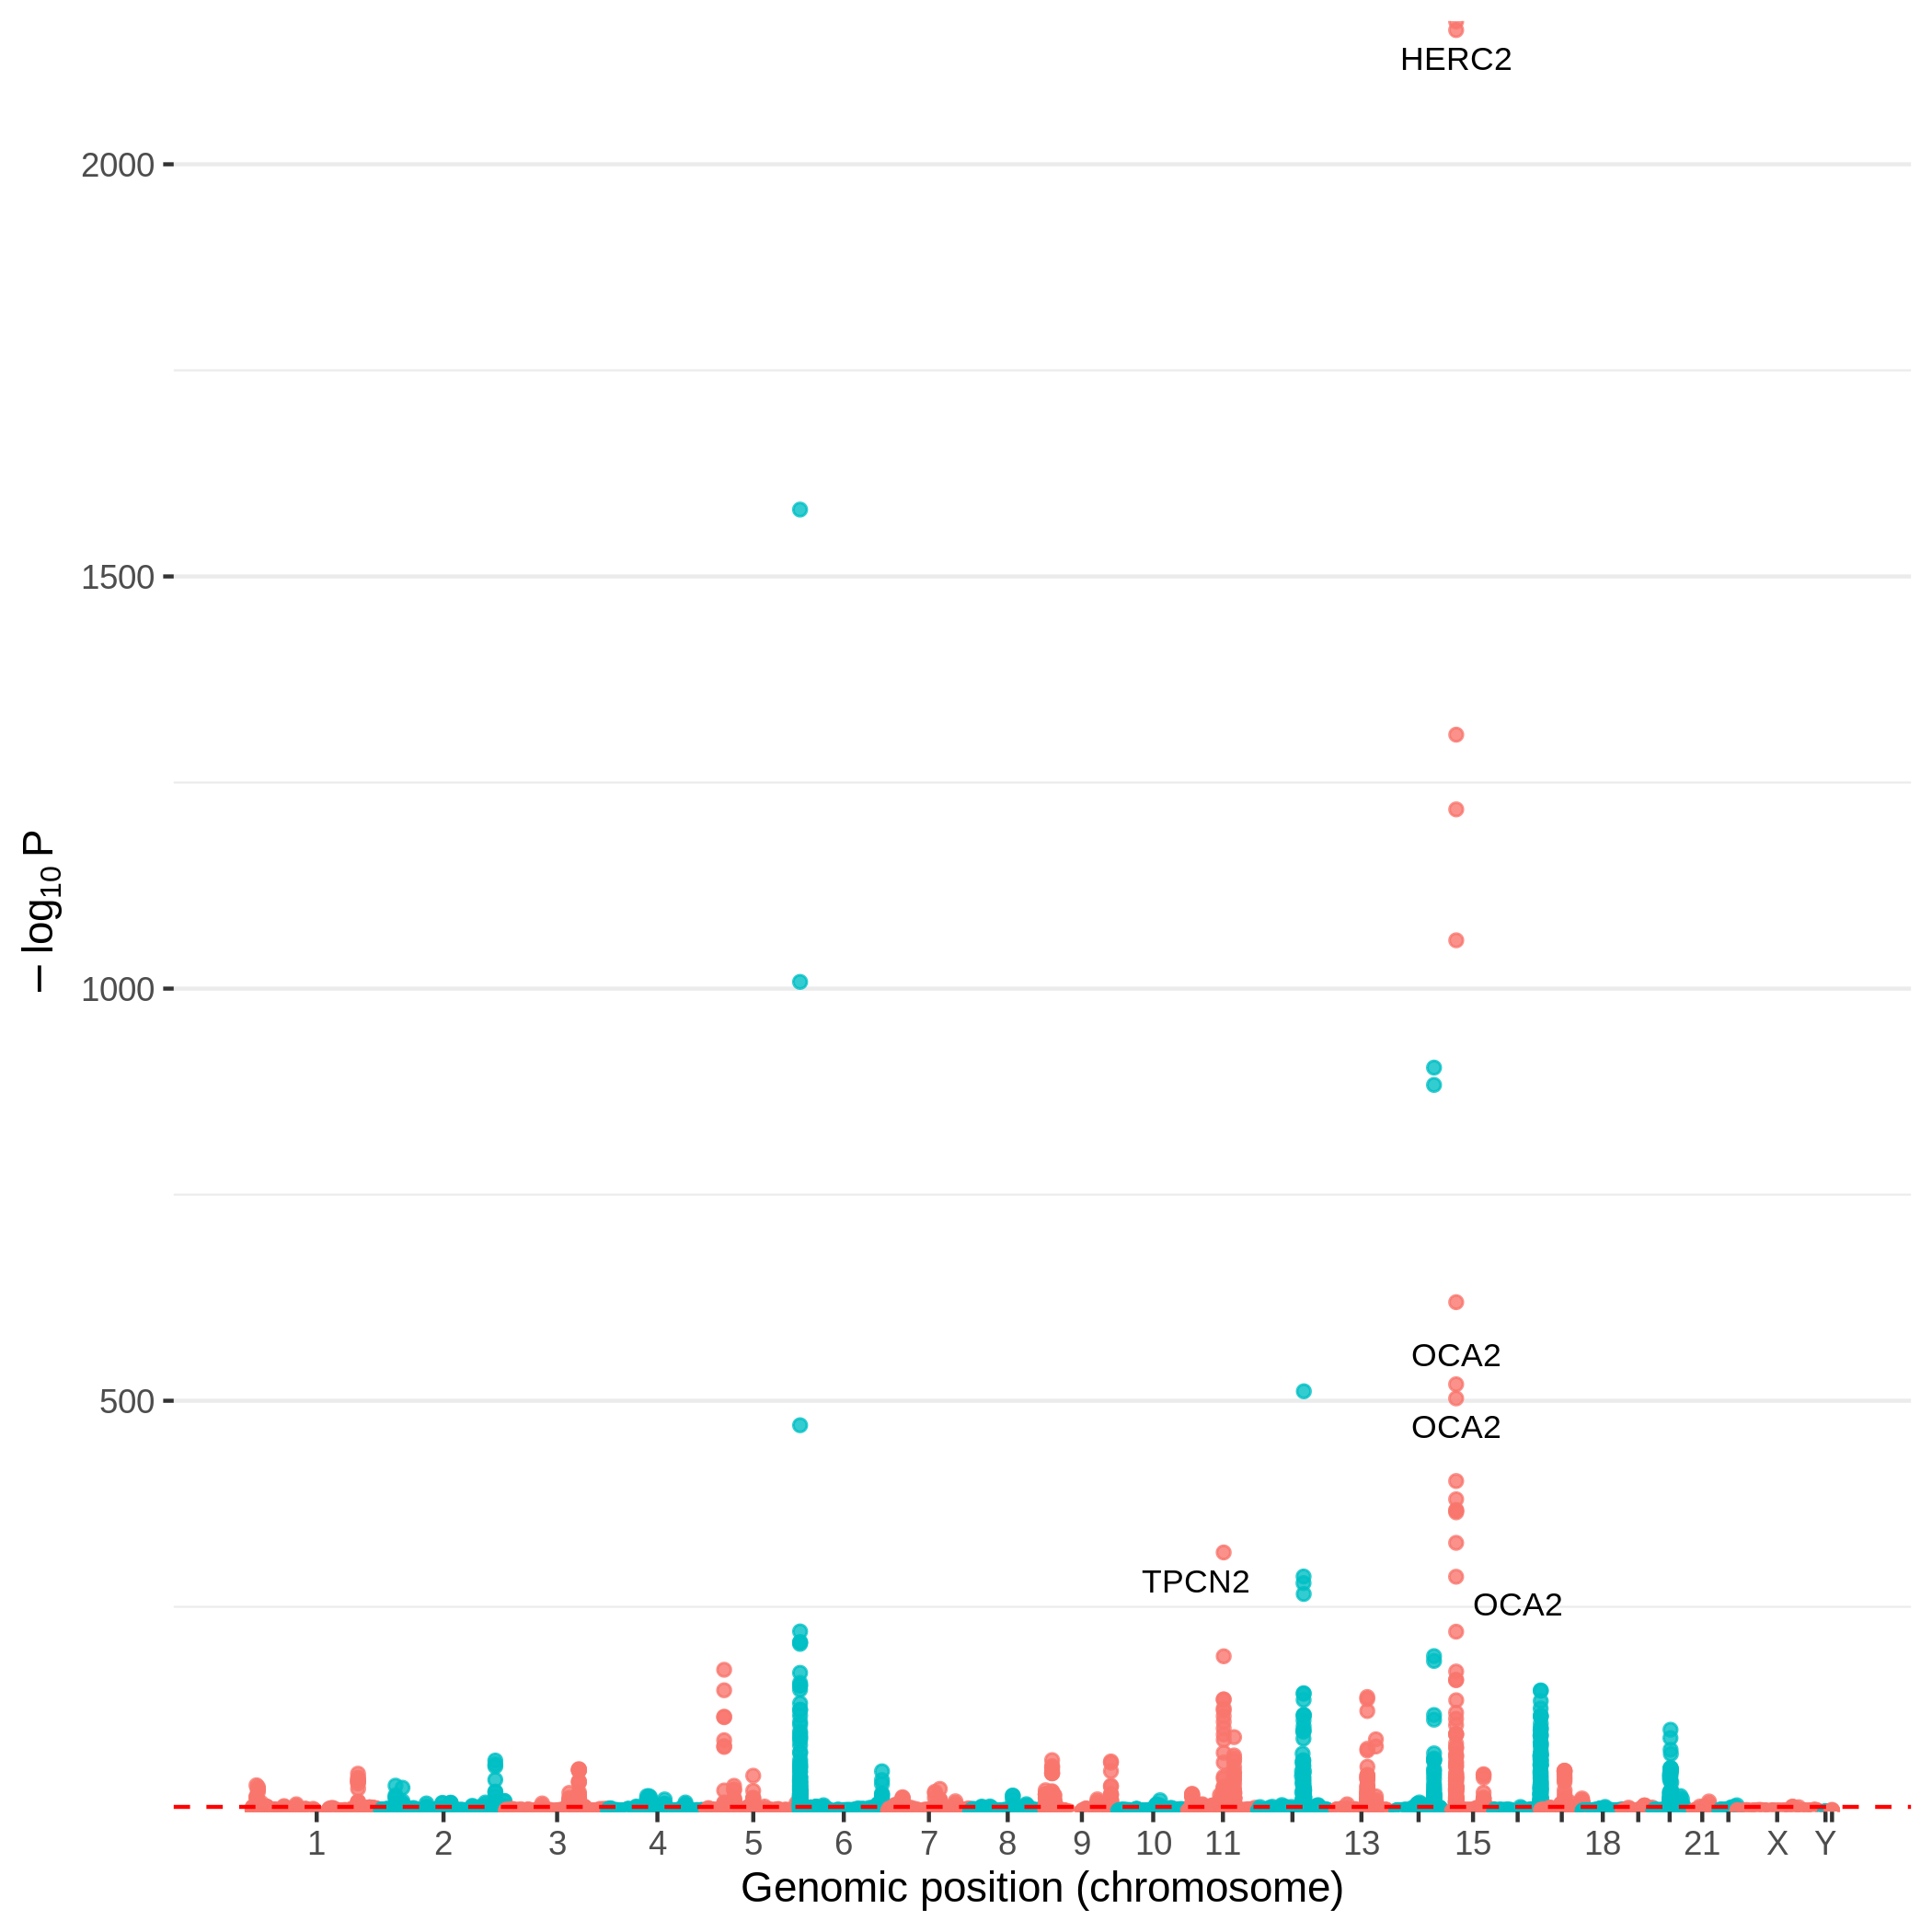 HERC2
2000
1500
1000
500
− log10 P
OCA2
OCA2
TPCN2
OCA2
1 2 3 4 5 6 7 8 9 10 11 13 15 18 21 X Y
Genomic position (chromosome)